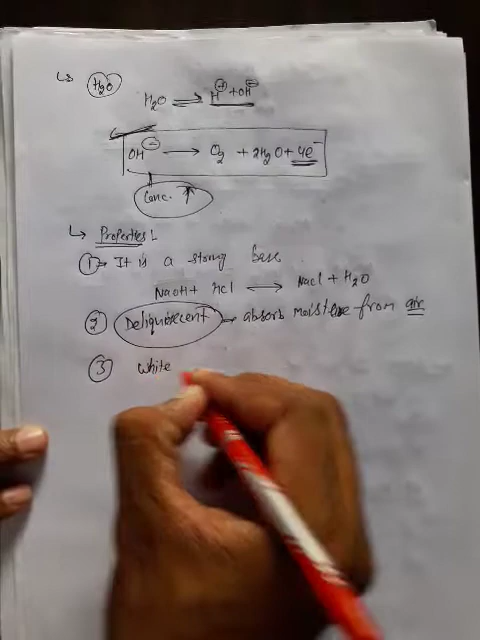 ↳ H₂O
H₂O ⇌ H⊕ + OH⊖
OH⊖ → O₂ + 2H₂O + 4e⁻
Conc. ↑
↳ Properties :
① → It is a strong base.
NaOH + HCl ⟷ NaCl + H₂O
② Deliquescent → absorb moisture from air
③ White